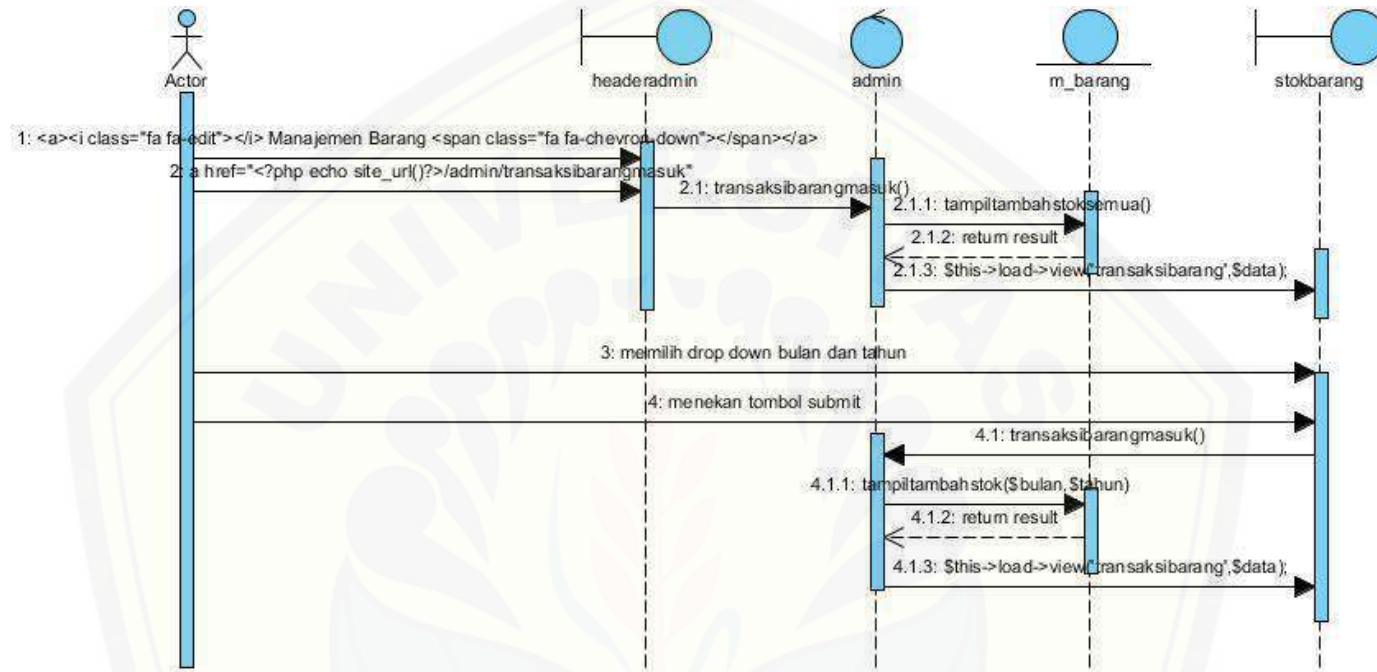 Actor
headeradmin
admin
m_barang
stokbarang
1: <a><i class="fa fa-edit"></i> Manajemen Barang <span class="fa fa-chevron-down"></span></a>
2: a href="<?php echo site_url()?>/admin/transaksibarangmasuk"
2.1: transaksibarangmasuk()
2.1.1: tampiltambahstoksemua()
2.1.2: return result
2.1.3: $this->load->view('transaksibarang',$data);
3: memilih drop down bulan dan tahun
4: menekan tombol submit
4.1: transaksibarangmasuk()
4.1.1: tampiltambahstok($bulan,$tahun)
4.1.2: return result
4.1.3: $this->load->view('transaksibarang',$data);
UNIVERSITAS